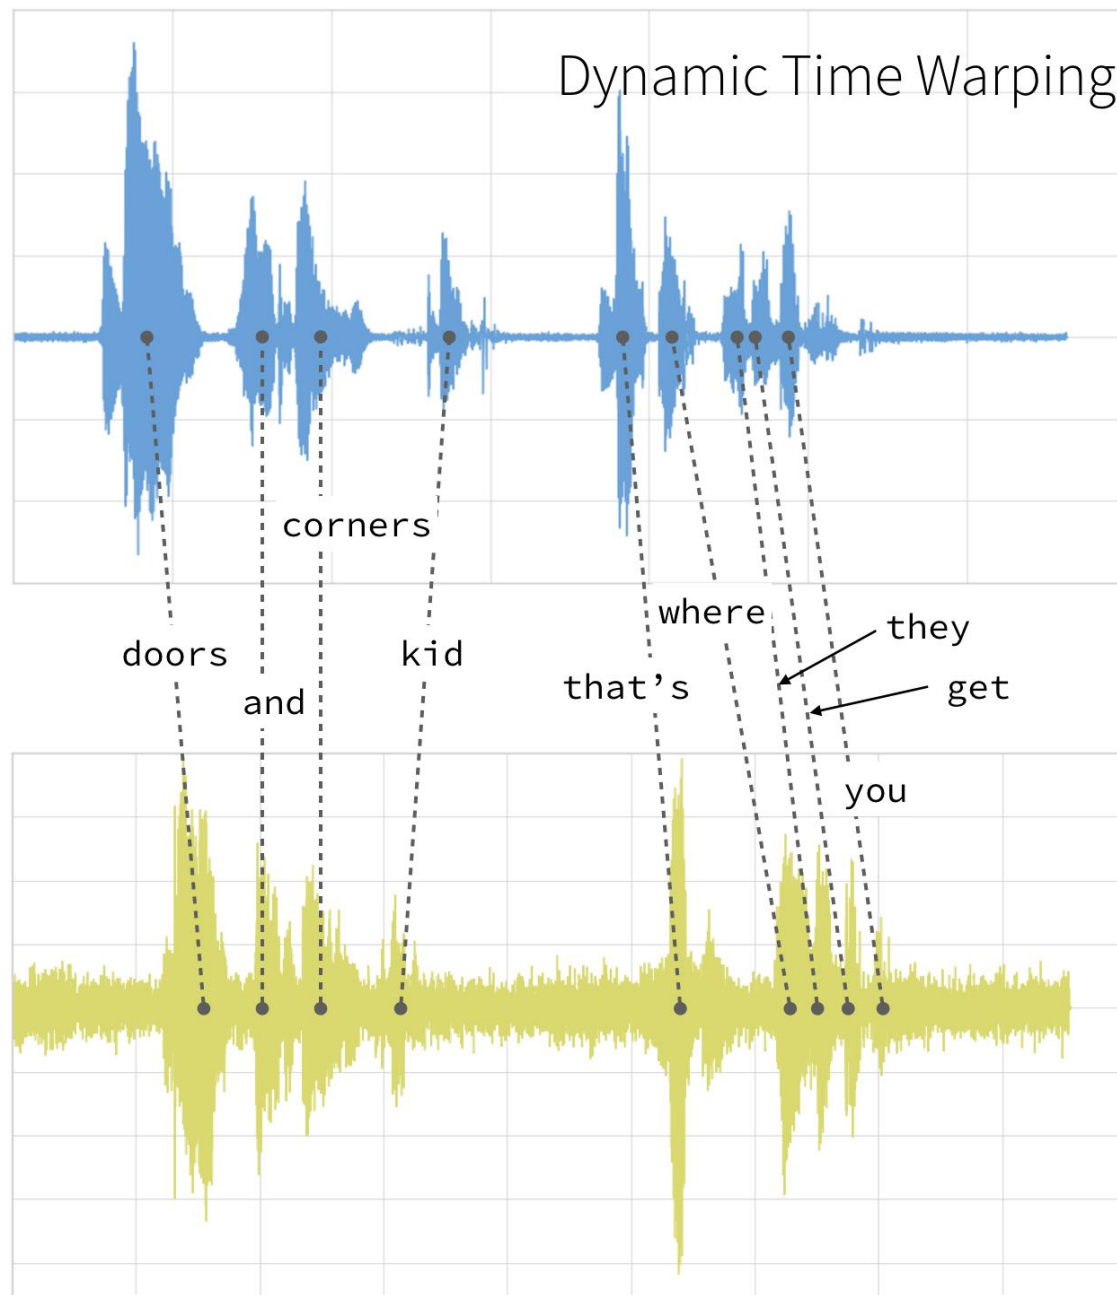 Dynamic Time Warping
corners
where
they
doors
kid
that’s
get
and
you